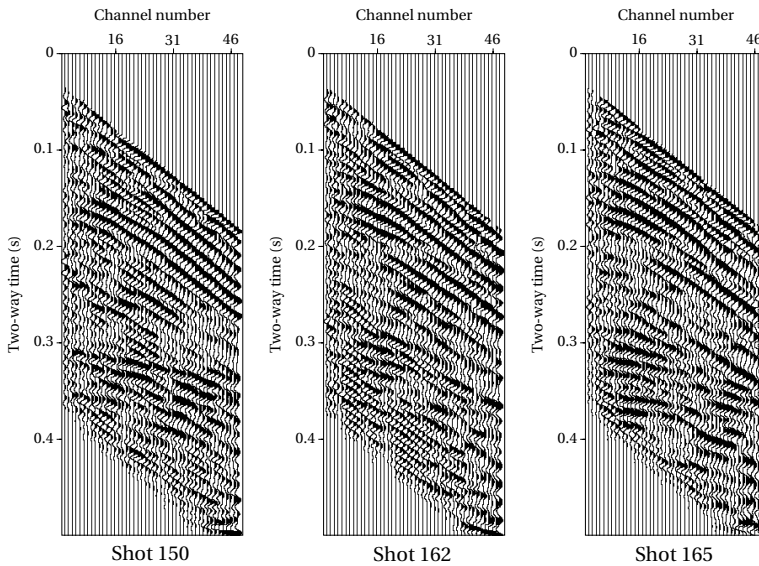 Channel number
16 31 46
0
0.1
0.2
0.3
0.4
Two-way time (s)
Shot 150
Channel number
16 31 46
0
0.1
0.2
0.3
0.4
Two-way time (s)
Shot 162
Channel number
16 31 46
0
0.1
0.2
0.3
0.4
Two-way time (s)
Shot 165